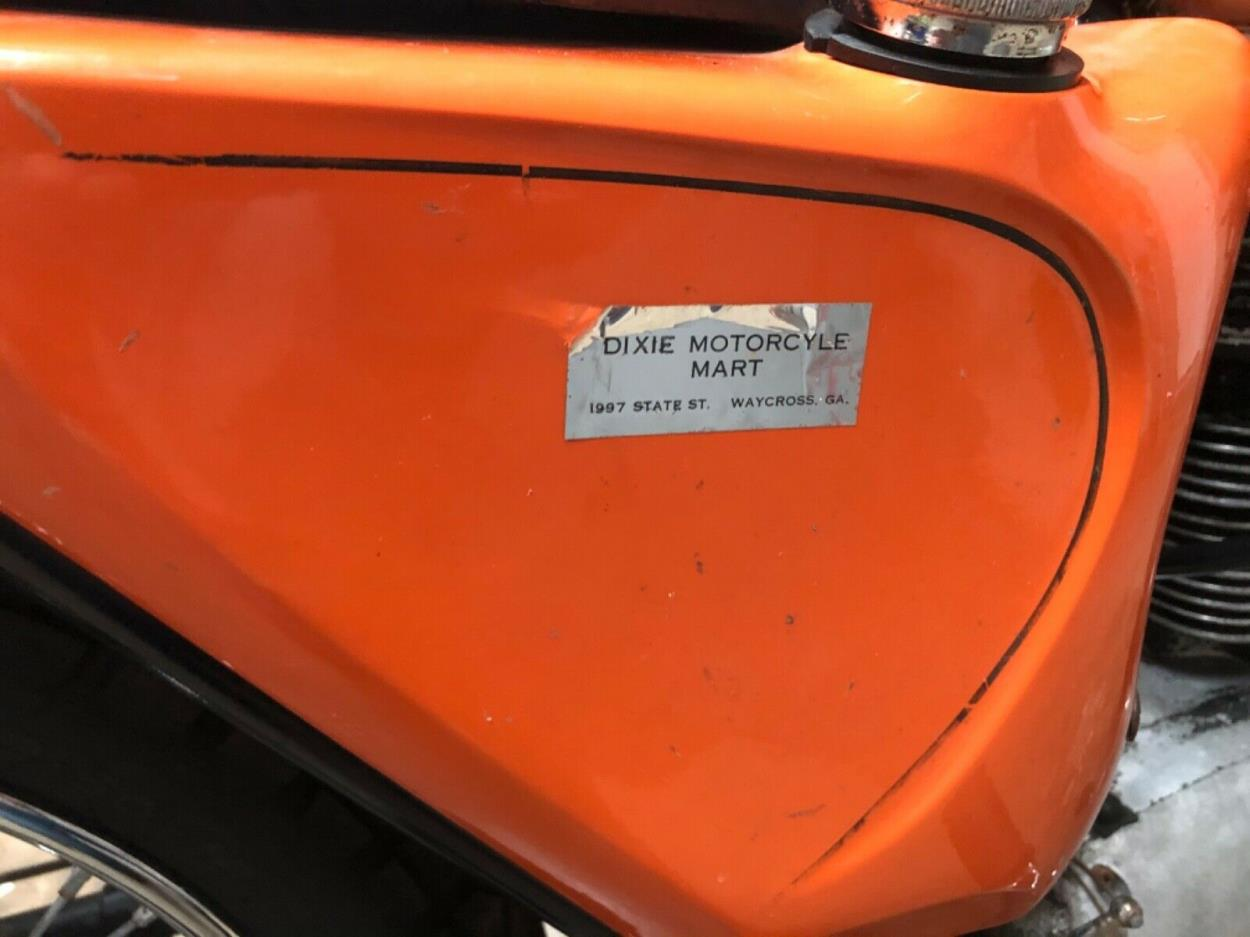 DIXIE MOTORCYLE
MART
1997 STATE ST. WAYCROSS, GA.